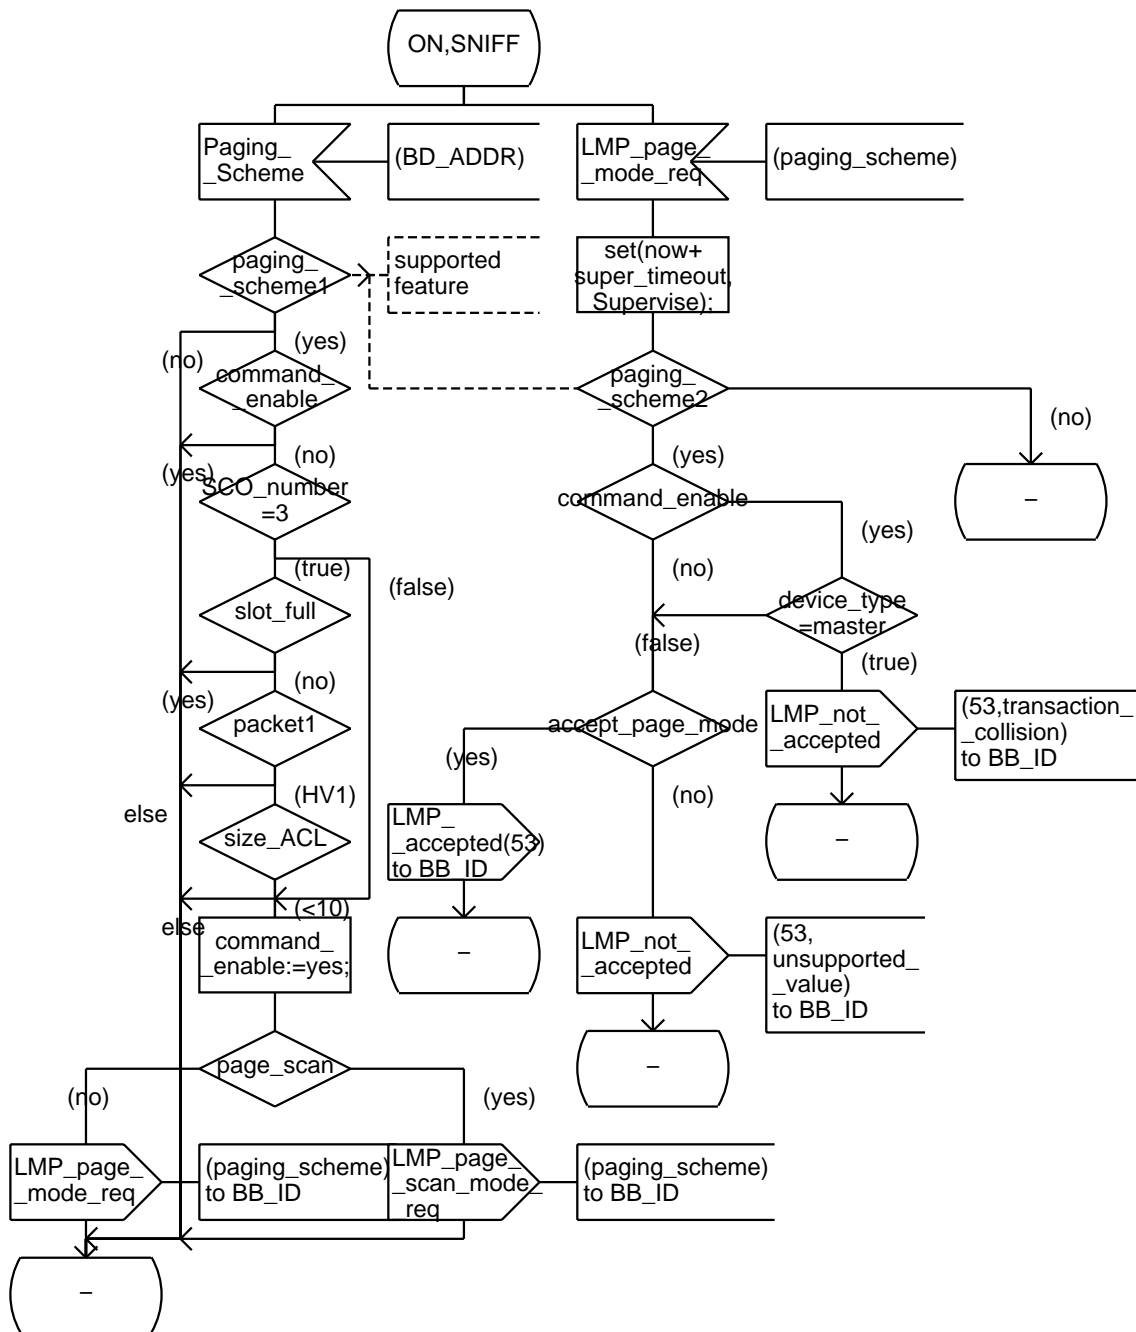 ON,SNIFF
Paging_
_Scheme
(BD_ADDR)
LMP_page_
_mode_req
(paging_scheme)
paging_
_scheme1
supported
feature
set(now+
super_timeout,
Supervise);
(yes)
(no)
command_
_enable
paging_
_scheme2
(no)
(no)
(yes)
(yes)
SCO_number
=3
command_enable
–
(yes)
(true)
(false)
(no)
slot_full
device_type
=master
(false)
(true)
(no)
(yes)
packet1
accept_page_mode
LMP_not_
_accepted
(53,transaction_
_collision)
to BB_ID
(yes)
(HV1)
(no)
else
size_ACL
LMP_
_accepted(53)
to BB_ID
–
(<10)
else
command_
_enable:=yes;
–
LMP_not_
_accepted
(53,
unsupported_
_value)
to BB_ID
page_scan
–
(no)
(yes)
LMP_page_
_mode_req
(paging_scheme)
to BB_ID
LMP_page_
_scan_mode_
_req
(paging_scheme)
to BB_ID
–